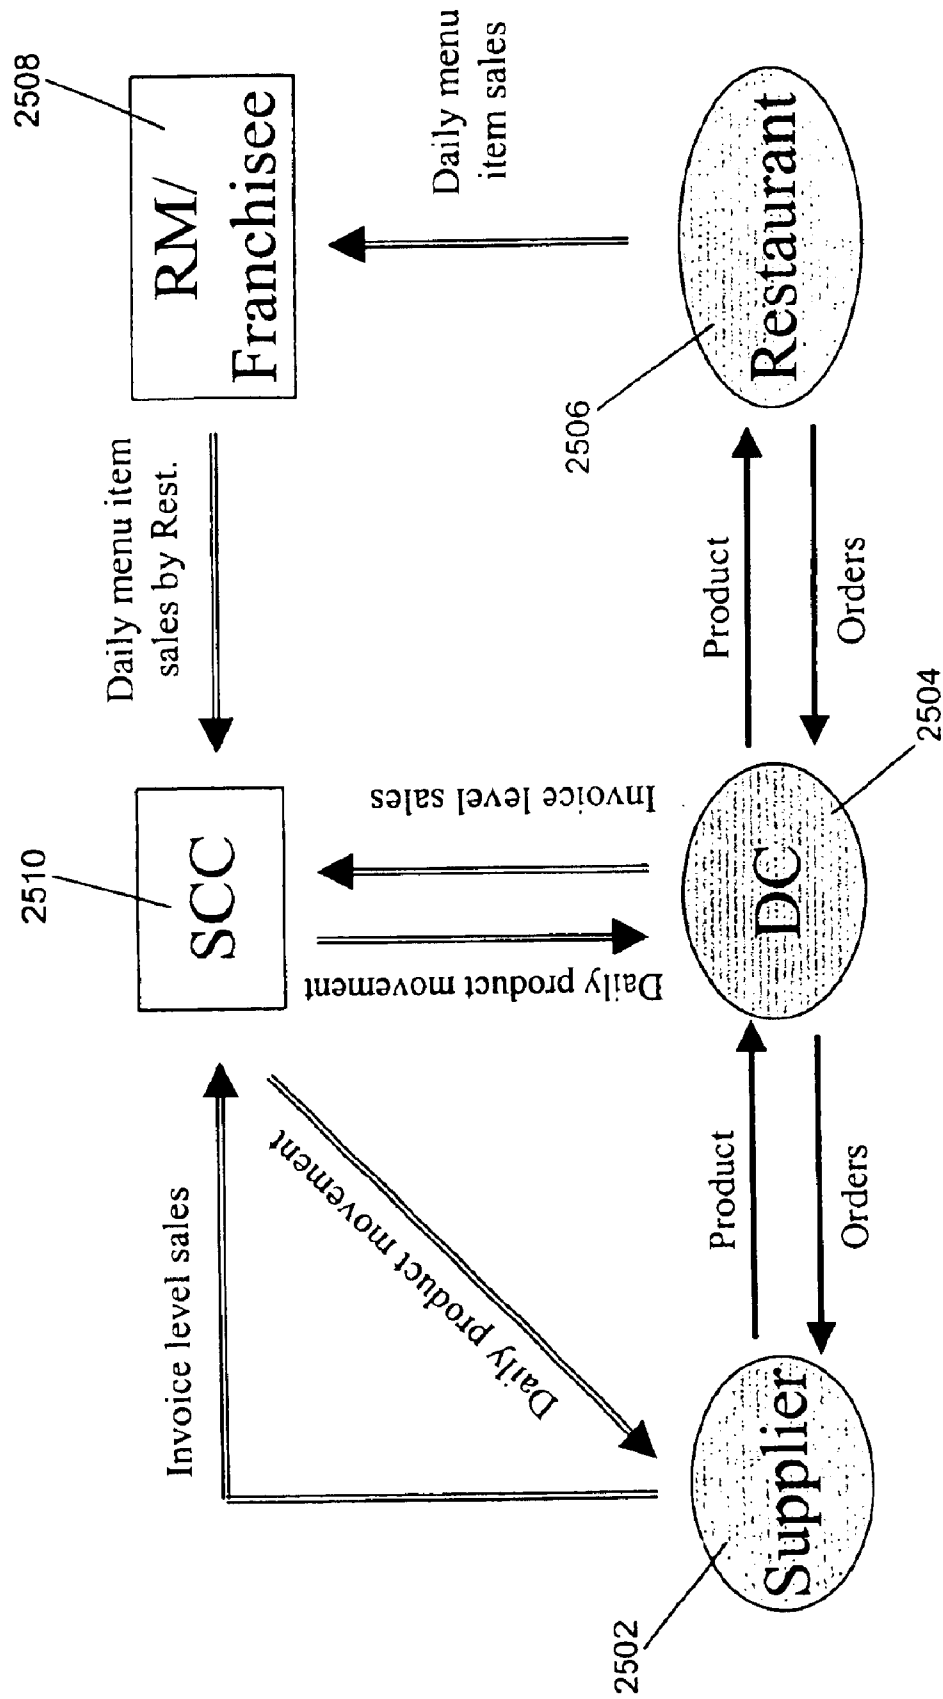 2510
2508
SCC
RM/
Franchisee
Invoice level sales
Daily menu item
sales by Rest.
Daily product movement
Daily product movement
Invoice level sales
Daily menu
item sales
2502
Supplier
Product
Orders
DC
2504
Product
Orders
2506
Restaurant